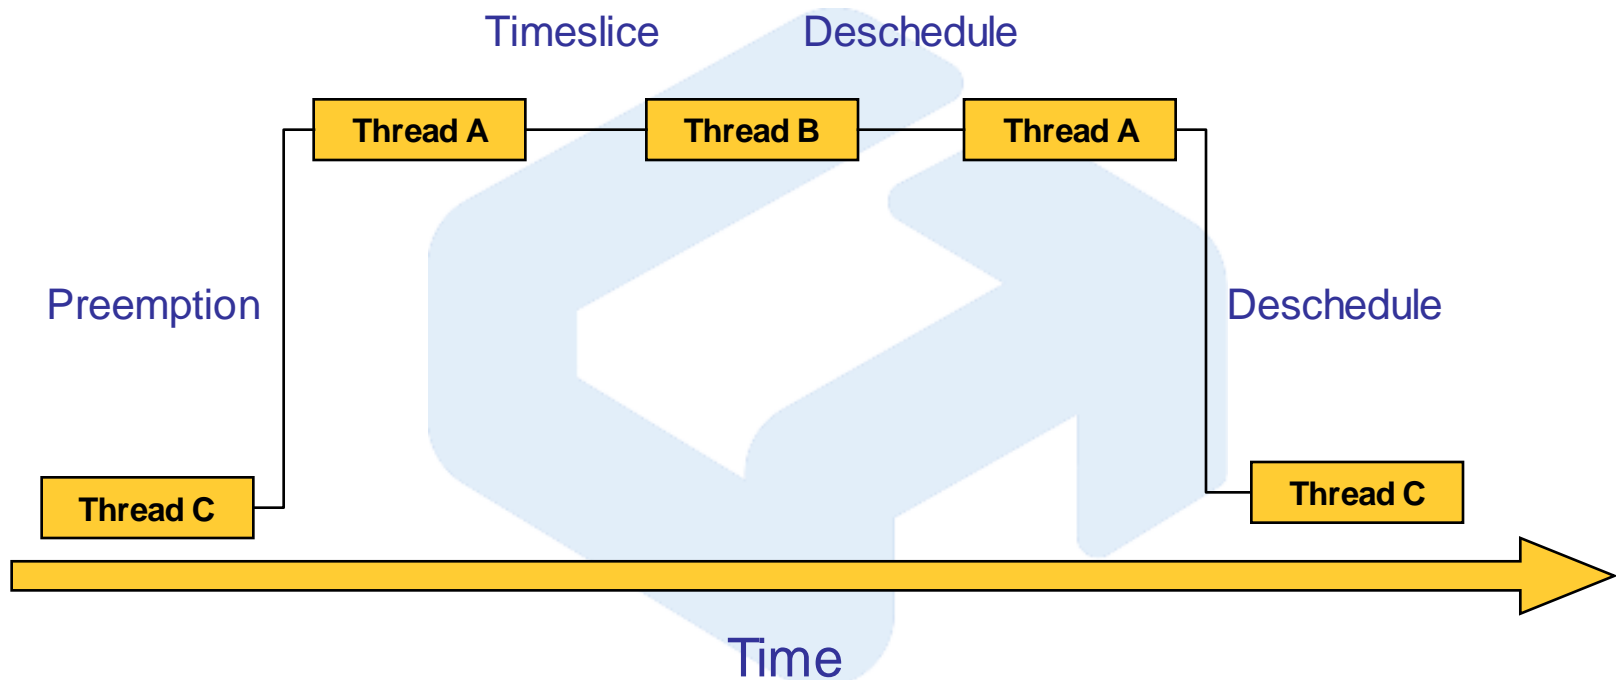 Timeslice
Deschedule
Thread A
Thread B
Thread A
Preemption
Deschedule
Thread C
Thread C
Time